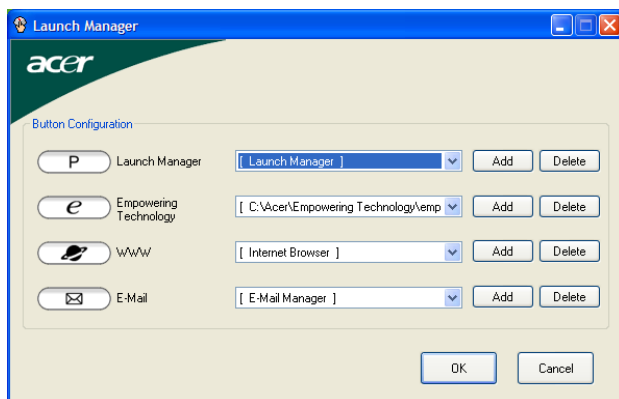 Launch Manager
acer
Button Configuration
P Launch Manager [ Launch Manager ] Add Delete
e Empowering Technology [ C:\Acer\Empowering Technology\emp Add Delete
WWW [ Internet Browser ] Add Delete
E-Mail [ E-Mail Manager ] Add Delete
OK Cancel